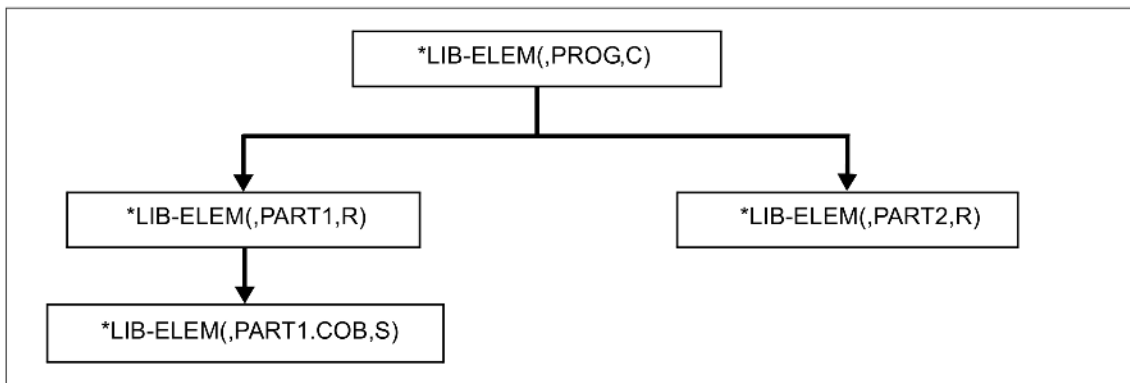 *LIB-ELEM(,PROG,C)
*LIB-ELEM(,PART1,R)
*LIB-ELEM(,PART2,R)
*LIB-ELEM(,PART1.COB,S)